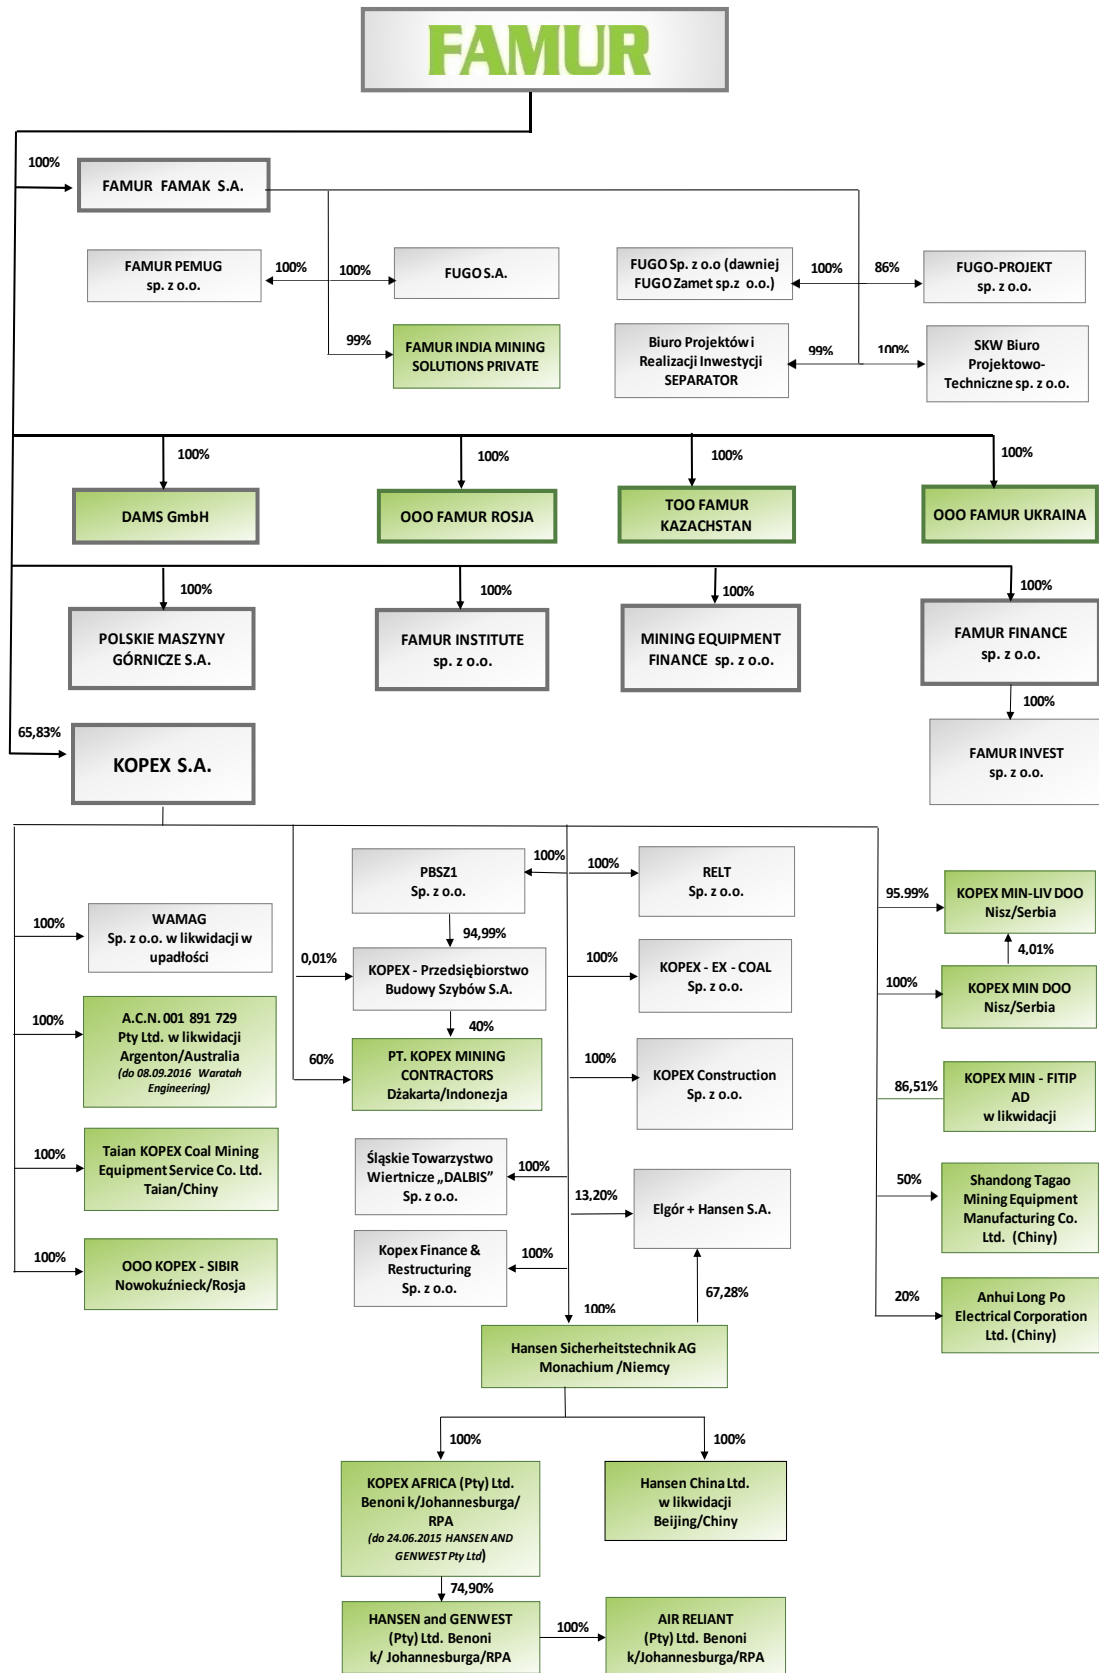 FAMUR
100%
FAMUR FAMAK S.A.
FAMUR PEMUG
sp. z o.o.
100%
100%
FUGO S.A.
FUGO Sp. z o.o (dawniej
FUGO Zamet sp.z o.o.)
100%
86%
FUGO-PROJEKT
sp. z o.o.
99%
FAMUR INDIA MINING
SOLUTIONS PRIVATE
Biuro Projektów i
Realizacji Inwestycji
SEPARATOR
99%
100%
SKW Biuro
Projektowo-
Techniczne sp. z o.o.
100%
100%
100%
100%
DAMS GmbH
OOO FAMUR ROSJA
TOO FAMUR
KAZACHSTAN
OOO FAMUR UKRAINA
100%
100%
100%
100%
POLSKIE MASZYNY
GÓRNICZE S.A.
FAMUR INSTITUTE
sp. z o.o.
MINING EQUIPMENT
FINANCE sp. z o.o.
FAMUR FINANCE
sp. z o.o.
100%
FAMUR INVEST
sp. z o.o.
65,83%
KOPEX S.A.
100%
WAMAG
Sp. z o.o. w likwidacji w
upadłości
100%
A.C.N. 001 891 729
Pty Ltd. w likwidacji
Argenton/Australia
(do 08.09.2016 Waratah
Engineering)
100%
Taian KOPEX Coal Mining
Equipment Service Co. Ltd.
Taian/Chiny
100%
OOO KOPEX - SIBIR
Nowokuźnieck/Rosja
PBSZ1
Sp. z o.o.
100%
100%
RELT
Sp. z o.o.
94,99%
0,01%
KOPEX - Przedsiębiorstwo
Budowy Szybów S.A.
100%
KOPEX - EX - COAL
Sp. z o.o.
40%
60%
PT. KOPEX MINING
CONTRACTORS
Dżakarta/Indonezja
100%
KOPEX Construction
Sp. z o.o.
Śląskie Towarzystwo
Wiertnicze „DALBIS”
Sp. z o.o.
100%
13,20%
Elgór + Hansen S.A.
Kopex Finance &
Restructuring
Sp. z o.o.
100%
67,28%
100%
Hansen Sicherheitstechnik AG
Monachium /Niemcy
95.99%
KOPEX MIN-LIV DOO
Nisz/Serbia
4,01%
100%
KOPEX MIN DOO
Nisz/Serbia
86,51%
KOPEX MIN - FITIP
AD
w likwidacji
50%
Shandong Tagao
Mining Equipment
Manufacturing Co.
Ltd. (Chiny)
20%
Anhui Long Po
Electrical Corporation
Ltd. (Chiny)
100%
100%
KOPEX AFRICA (Pty) Ltd.
Benoni k/Johannesburga/
RPA
(do 24.06.2015 HANSEN AND
GENWEST Pty Ltd)
Hansen China Ltd.
w likwidacji
Beijing/Chiny
74,90%
HANSEN and GENWEST
(Pty) Ltd. Benoni
k/ Johannesburga/RPA
100%
AIR RELIANT
(Pty) Ltd. Benoni
k/Johannesburga/RPA